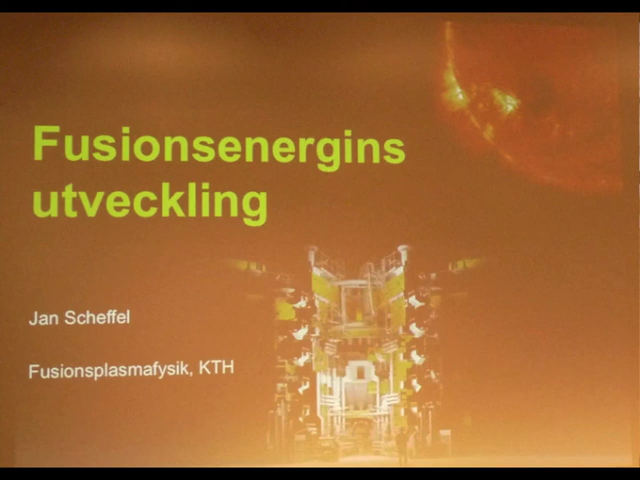 Fusionsenergins
utveckling
Jan Scheffel
Fusionsplasmafysik, KTH